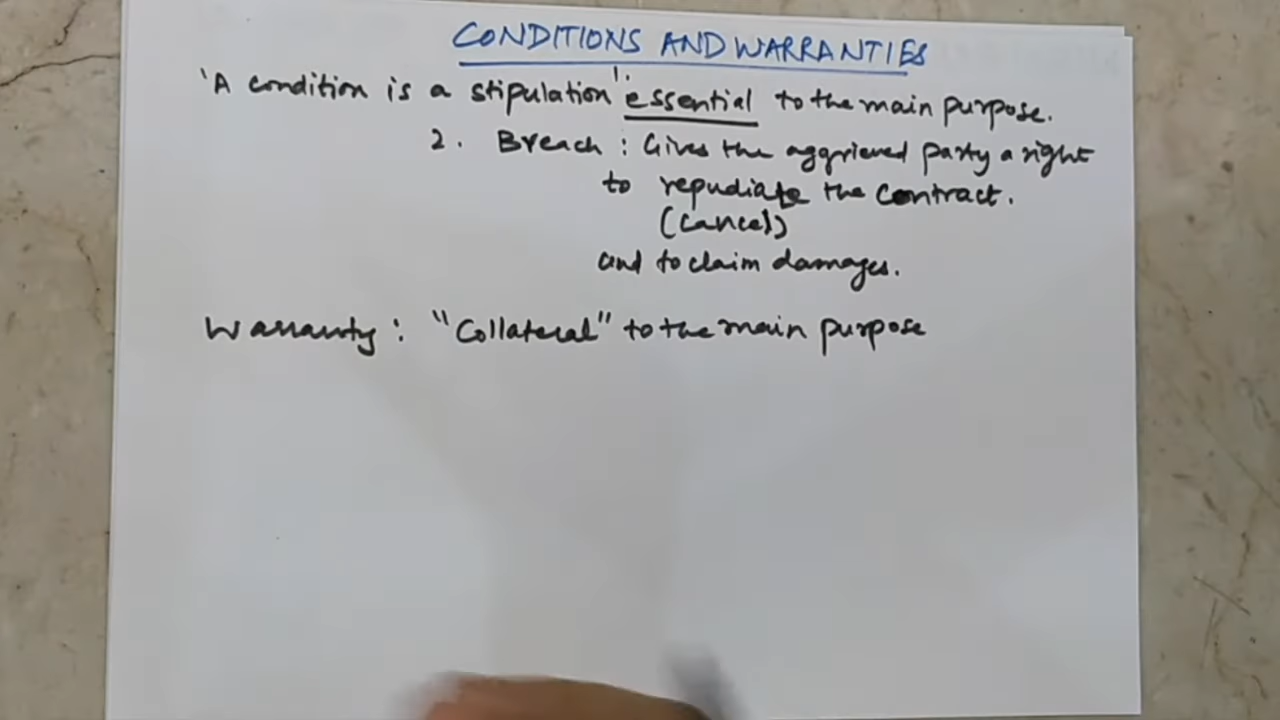 CONDITIONS AND WARRANTIES
'A condition is a stipulation 1. essential to the main purpose.
2. Breach : Gives the aggrieved party a right
to repudiate the contract.
(cancel)
and to claim damages.
Warranty : "Collateral" to the main purpose